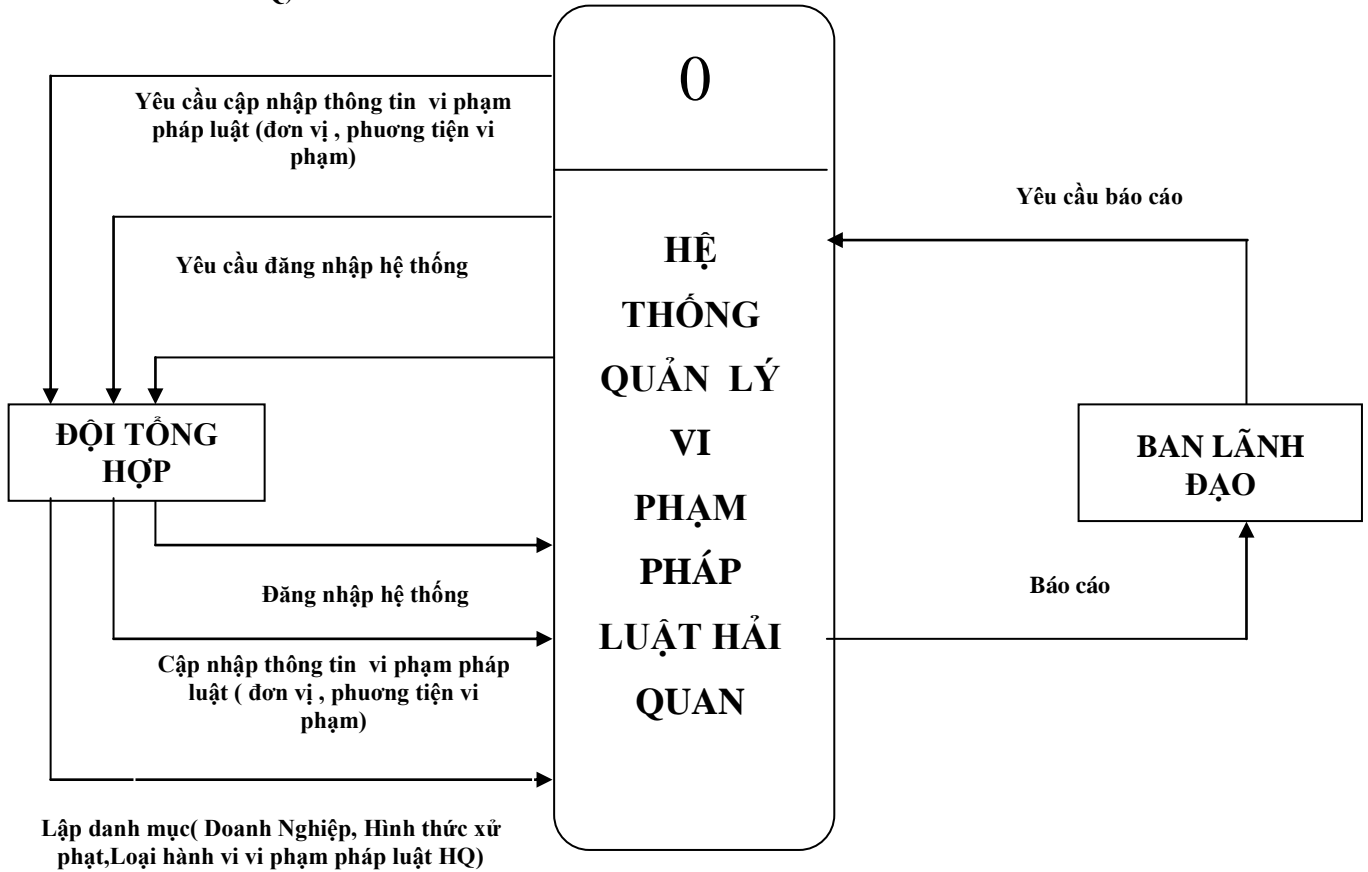 0
Yêu cầu cập nhập thông tin vi phạm
pháp luật (đơn vị , phương tiện vi
phạm)
Yêu cầu báo cáo
Yêu cầu đăng nhập hệ thống
HỆ
THỐNG
QUẢN LÝ
VI
PHẠM
PHÁP
LUẬT HẢI
QUAN
ĐỘI TỔNG
HỢP
BAN LÃNH
ĐẠO
Đăng nhập hệ thống
Báo cáo
Cập nhập thông tin vi phạm pháp
luật ( đơn vị , phương tiện vi
phạm)
Lập danh mục( Doanh Nghiệp, Hình thức xử
phạt,Loại hành vi vi phạm pháp luật HQ)